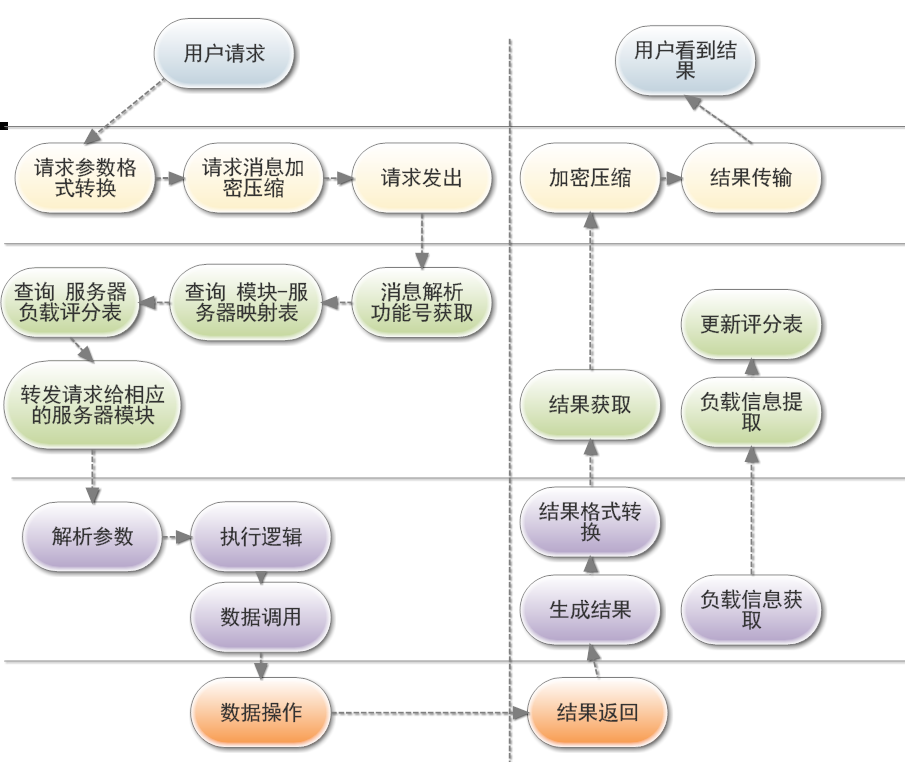 用户请求
用户看到结
果
请求参数格
式转换
请求消息加
密压缩
请求发出
加密压缩
结果传输
查询 服务器
负载评分表
查询 模块-服
务器映射表
消息解析
功能号获取
更新评分表
转发请求给相应
的服务器模块
结果获取
负载信息提
取
解析参数
执行逻辑
结果格式转
换
数据调用
生成结果
负载信息获
取
数据操作
结果返回